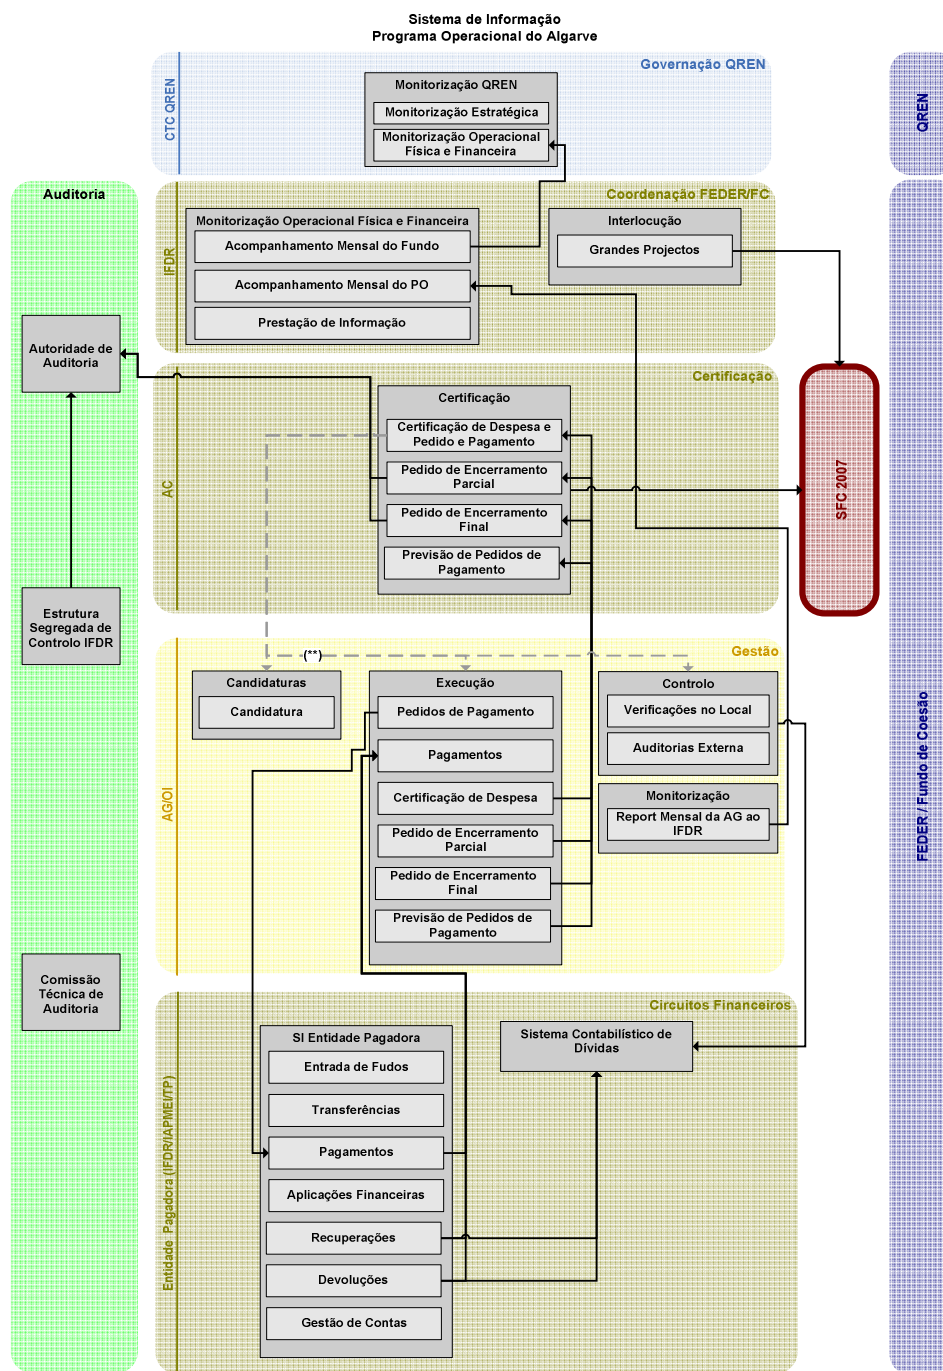 Sistema de Informação
Programa Operacional do Algarve
Governação QREN
CTC QREN
Monitorização QREN
Monitorização Estratégica
Monitorização Operacional
Física e Financeira
QREN
Auditoria
Autoridade de
Auditoria
Estrutura
Segregada de
Controlo IFDR
Comissão
Técnica de
Auditoria
Coordenação FEDER/FC
IFDR
Monitorização Operacional Física e Financeira
Acompanhamento Mensal do Fundo
Acompanhamento Mensal do PO
Prestação de Informação
Interlocução
Grandes Projectos
Certificação
AC
Certificação
Certificação de Despesa e
Pedido e Pagamento
Pedido de Encerramento
Parcial
Pedido de Encerramento
Final
Previsão de Pedidos de
Pagamento
SFC 2007
FEDER / Fundo de Coesão
Gestão
AG/OI
(**)
Candidaturas
Candidatura
Execução
Pedidos de Pagamento
Pagamentos
Certificação de Despesa
Pedido de Encerramento
Parcial
Pedido de Encerramento
Final
Previsão de Pedidos de
Pagamento
Controlo
Verificações no Local
Auditorias Externa
Monitorização
Report Mensal da AG ao
IFDR
Circuitos Financeiros
Entidade Pagadora (IFDR/IAPMEI/TP)
SI Entidade Pagadora
Entrada de Fudos
Transferências
Pagamentos
Aplicações Financeiras
Recuperações
Devoluções
Gestão de Contas
Sistema Contabilístico de
Dívidas